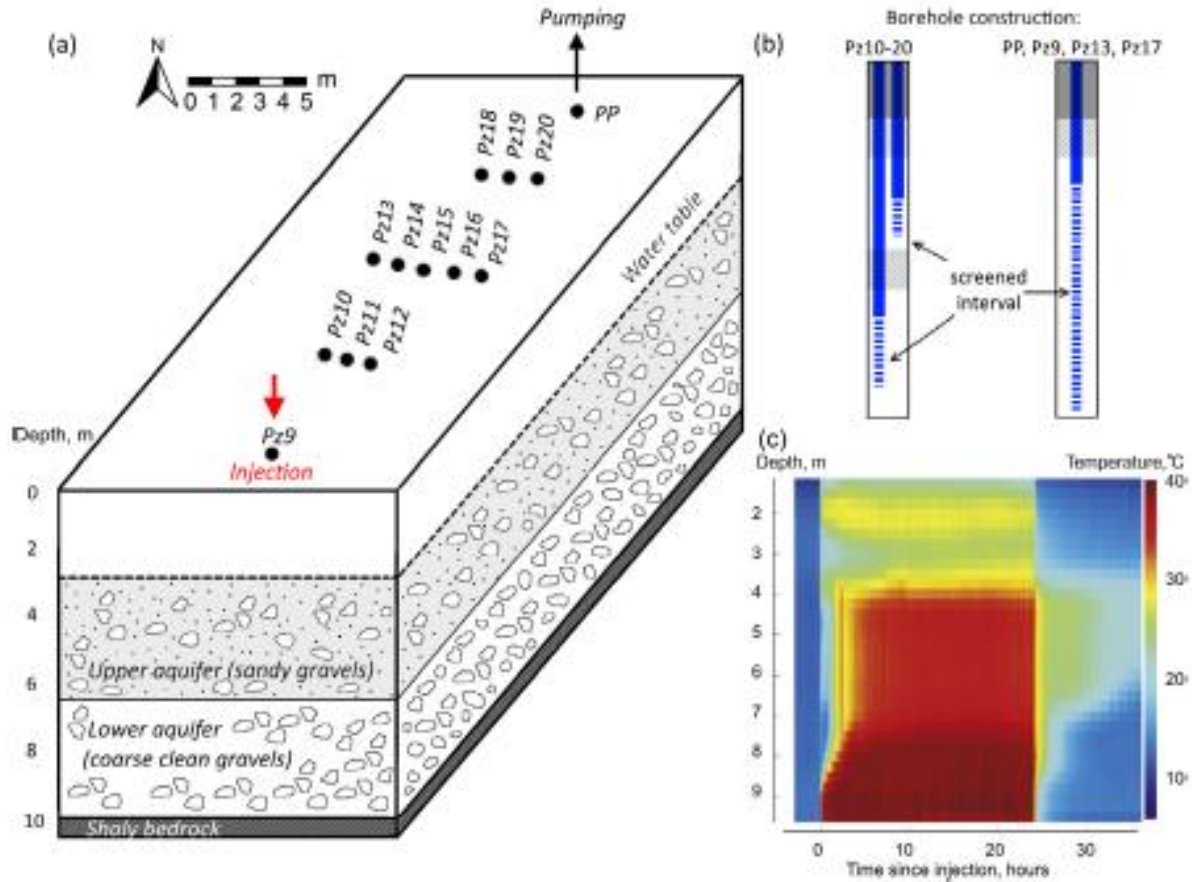 (a)
N
0 1 2 3 4 5 m
Pumping
PP
Pz18
Pz19
Pz20
Pz13
Pz14
Pz15
Pz16
Pz17
Pz10
Pz11
Pz12
Water table
Depth, m
Pz9
Injection
0
2
4
6
8
10
Upper aquifer (sandy gravels)
Lower aquifer
(coarse clean gravels)
Shaly bedrock
(b)
Borehole construction:
Pz10-20
PP, Pz9, Pz13, Pz17
screened
interval
(c)
Depth, m
Temperature, °C
2
3
4
5
6
7
8
9
40
30
20
10
0 10 20 30
Time since injection, hours